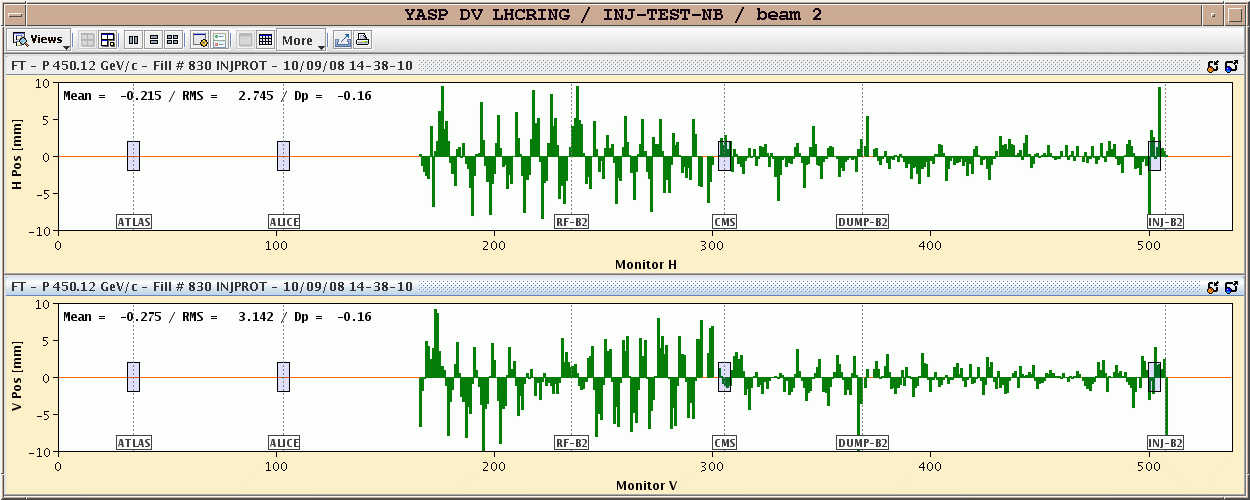 YASP DV LHCRING / INJ-TEST-NB / beam 2
Views More
FT - P 450.12 GeV/c - Fill # 830 INJPROT - 10/09/08 14-38-10
Mean = -0.215 / RMS = 2.745 / Dp = -0.16
H Pos [mm]
10
5
0
-5
-10
ATLAS ALICE RF-B2 CMS DUMP-B2 INJ-B2
0 100 200 300 400 500
Monitor H
FT - P 450.12 GeV/c - Fill # 830 INJPROT - 10/09/08 14-38-10
Mean = -0.275 / RMS = 3.142 / Dp = -0.16
V Pos [mm]
10
5
0
-5
-10
ATLAS ALICE RF-B2 CMS DUMP-B2 INJ-B2
0 100 200 300 400 500
Monitor V